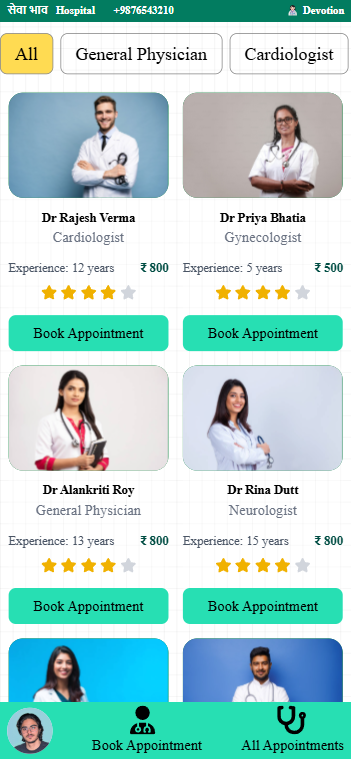 सेवा भाव Hospital +9876543210 Devotion
All General Physician Cardiologist
Dr Rajesh Verma Dr Priya Bhatia
Cardiologist Gynecologist
Experience: 12 years ₹ 800 Experience: 5 years ₹ 500
Book Appointment Book Appointment
Dr Alankriti Roy Dr Rina Dutt
General Physician Neurologist
Experience: 13 years ₹ 800 Experience: 15 years ₹ 800
Book Appointment Book Appointment
Book Appointment All Appointments